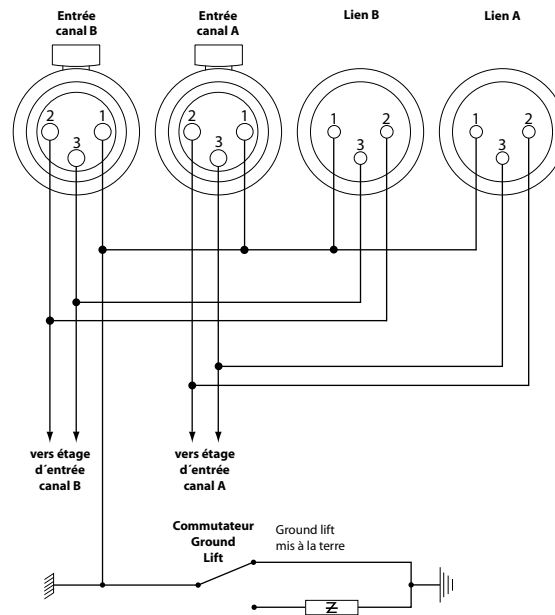 Entrée
canal B
Entrée
canal A
Lien B
Lien A
2
1
3
2
1
3
1
2
3
1
2
3
vers étage
d´entrée
canal B
vers étage
d´entrée
canal A
Commutateur
Ground
Lift
Ground lift
mis à la terre
Z